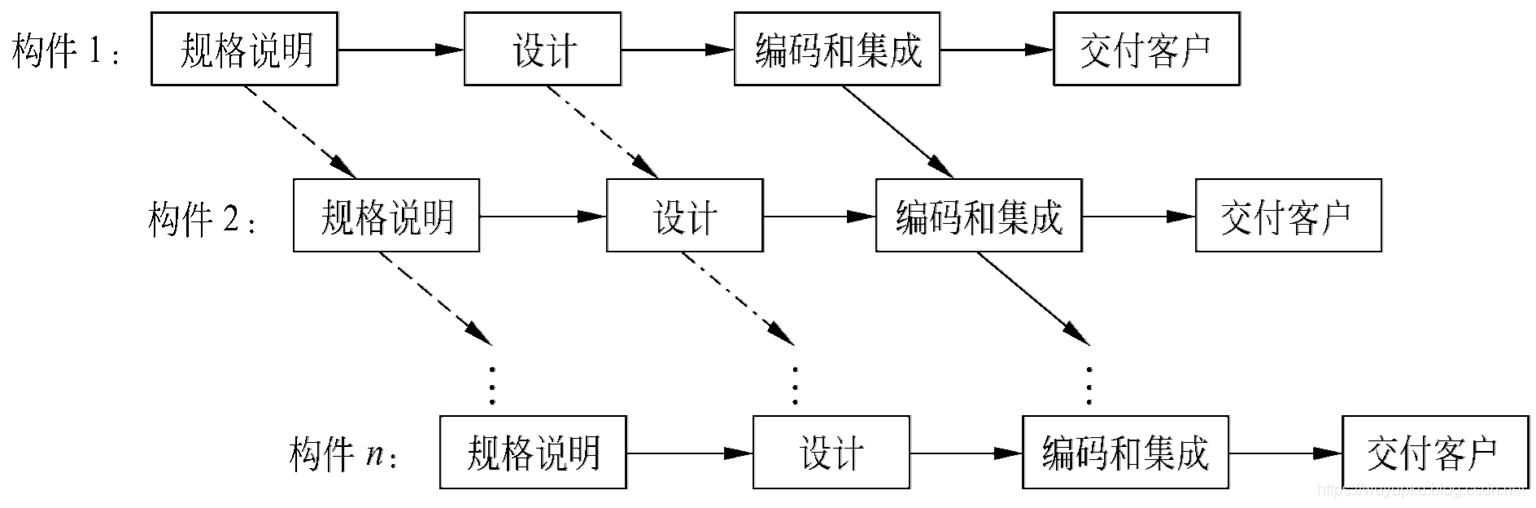 构件 1： 规格说明 设计 编码和集成 交付客户
构件 2： 规格说明 设计 编码和集成 交付客户
⋮ ⋮ ⋮
构件 n： 规格说明 设计 编码和集成 交付客户
https://wuyupku.blog.csdn.net